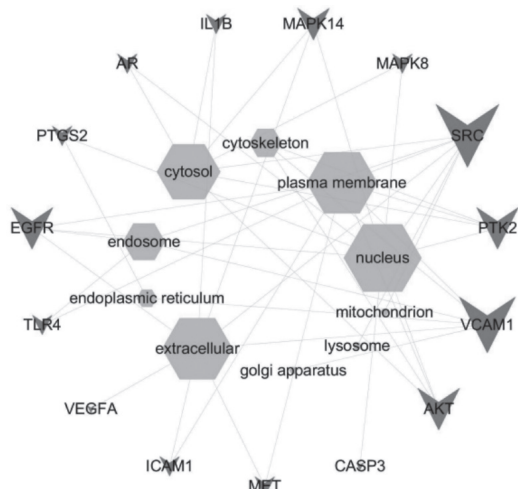 IL1B
MAPK14
AR
MAPK8
PTGS2
cytoskeleton
SRC
cytosol
plasma membrane
EGFR
PTK2
endosome
nucleus
endoplasmic reticulum
mitochondrion
TLR4
VCAM1
extracellular
lysosome
golgi apparatus
VEGFA
AKT
ICAM1
CASP3
MET